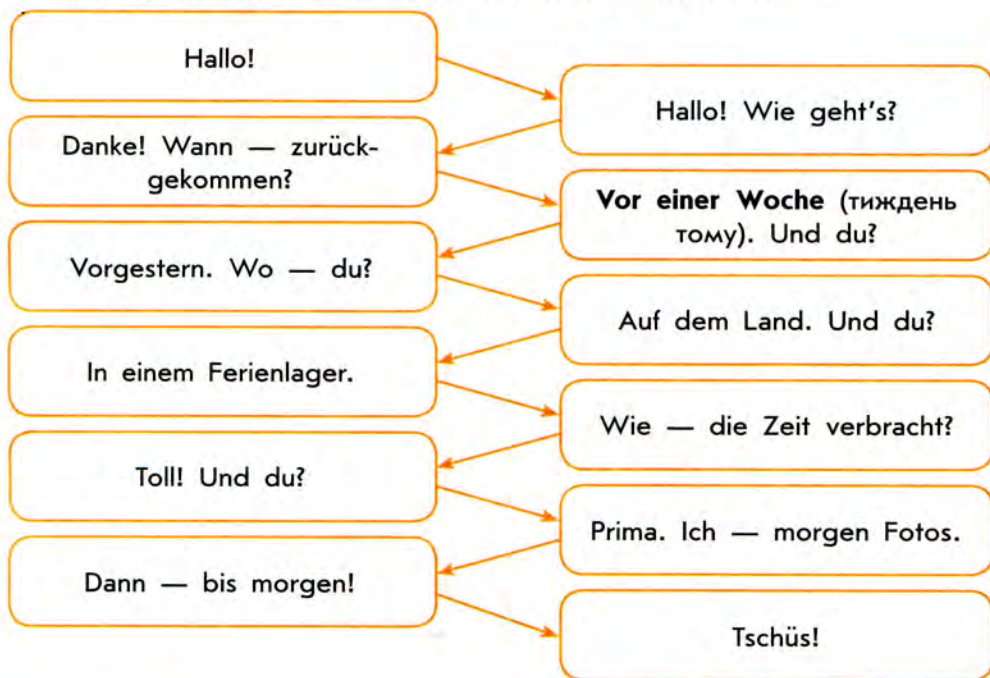 Hallo!
Hallo! Wie geht's?
Danke! Wann — zurück-
gekommen?
Vor einer Woche (тиждень
тому). Und du?
Vorgestern. Wo — du?
Auf dem Land. Und du?
In einem Ferienlager.
Wie — die Zeit verbracht?
Toll! Und du?
Prima. Ich — morgen Fotos.
Dann — bis morgen!
Tschüs!